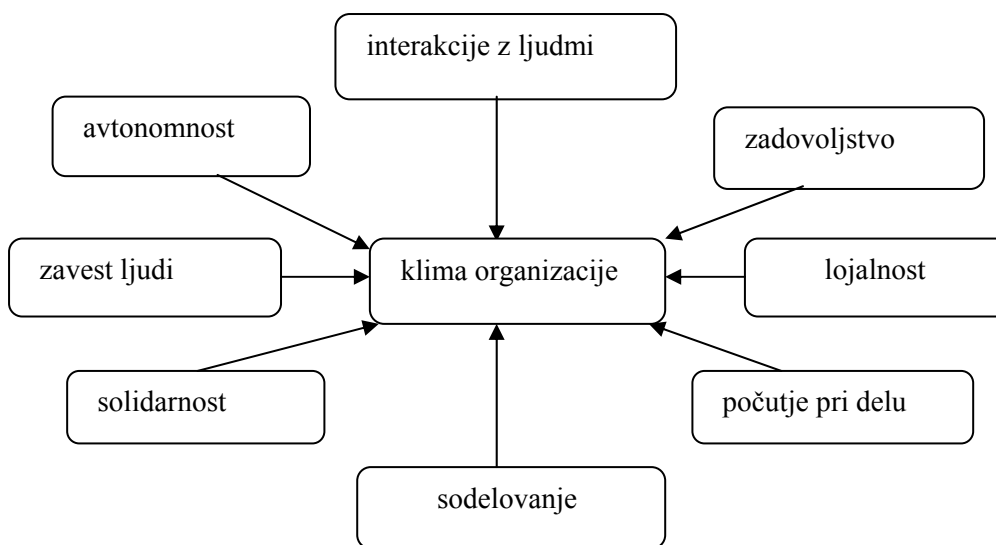 interakcije z ljudmi
avtonomnost
zadovoljstvo
zavest ljudi
klima organizacije
lojalnost
solidarnost
počutje pri delu
sodelovanje